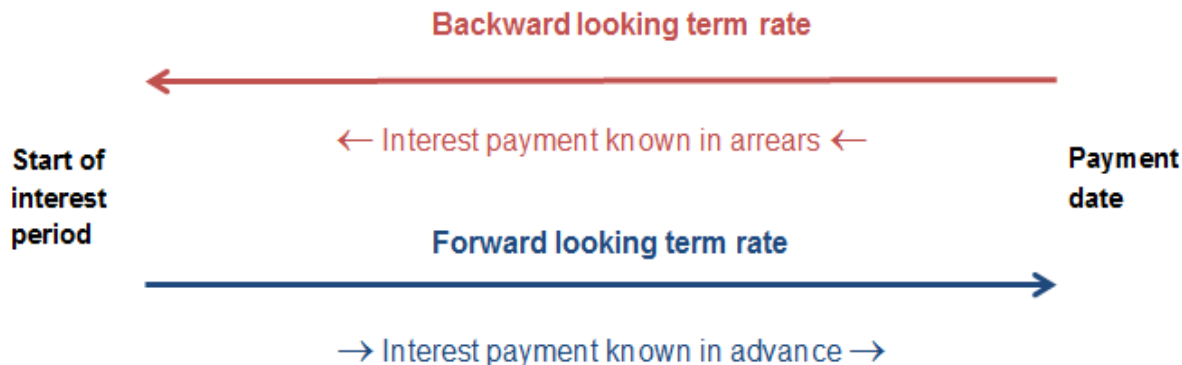 Backward looking term rate
← Interest payment known in arrears ←
Start of
interest
period
Payment
date
Forward looking term rate
→ Interest payment known in advance →